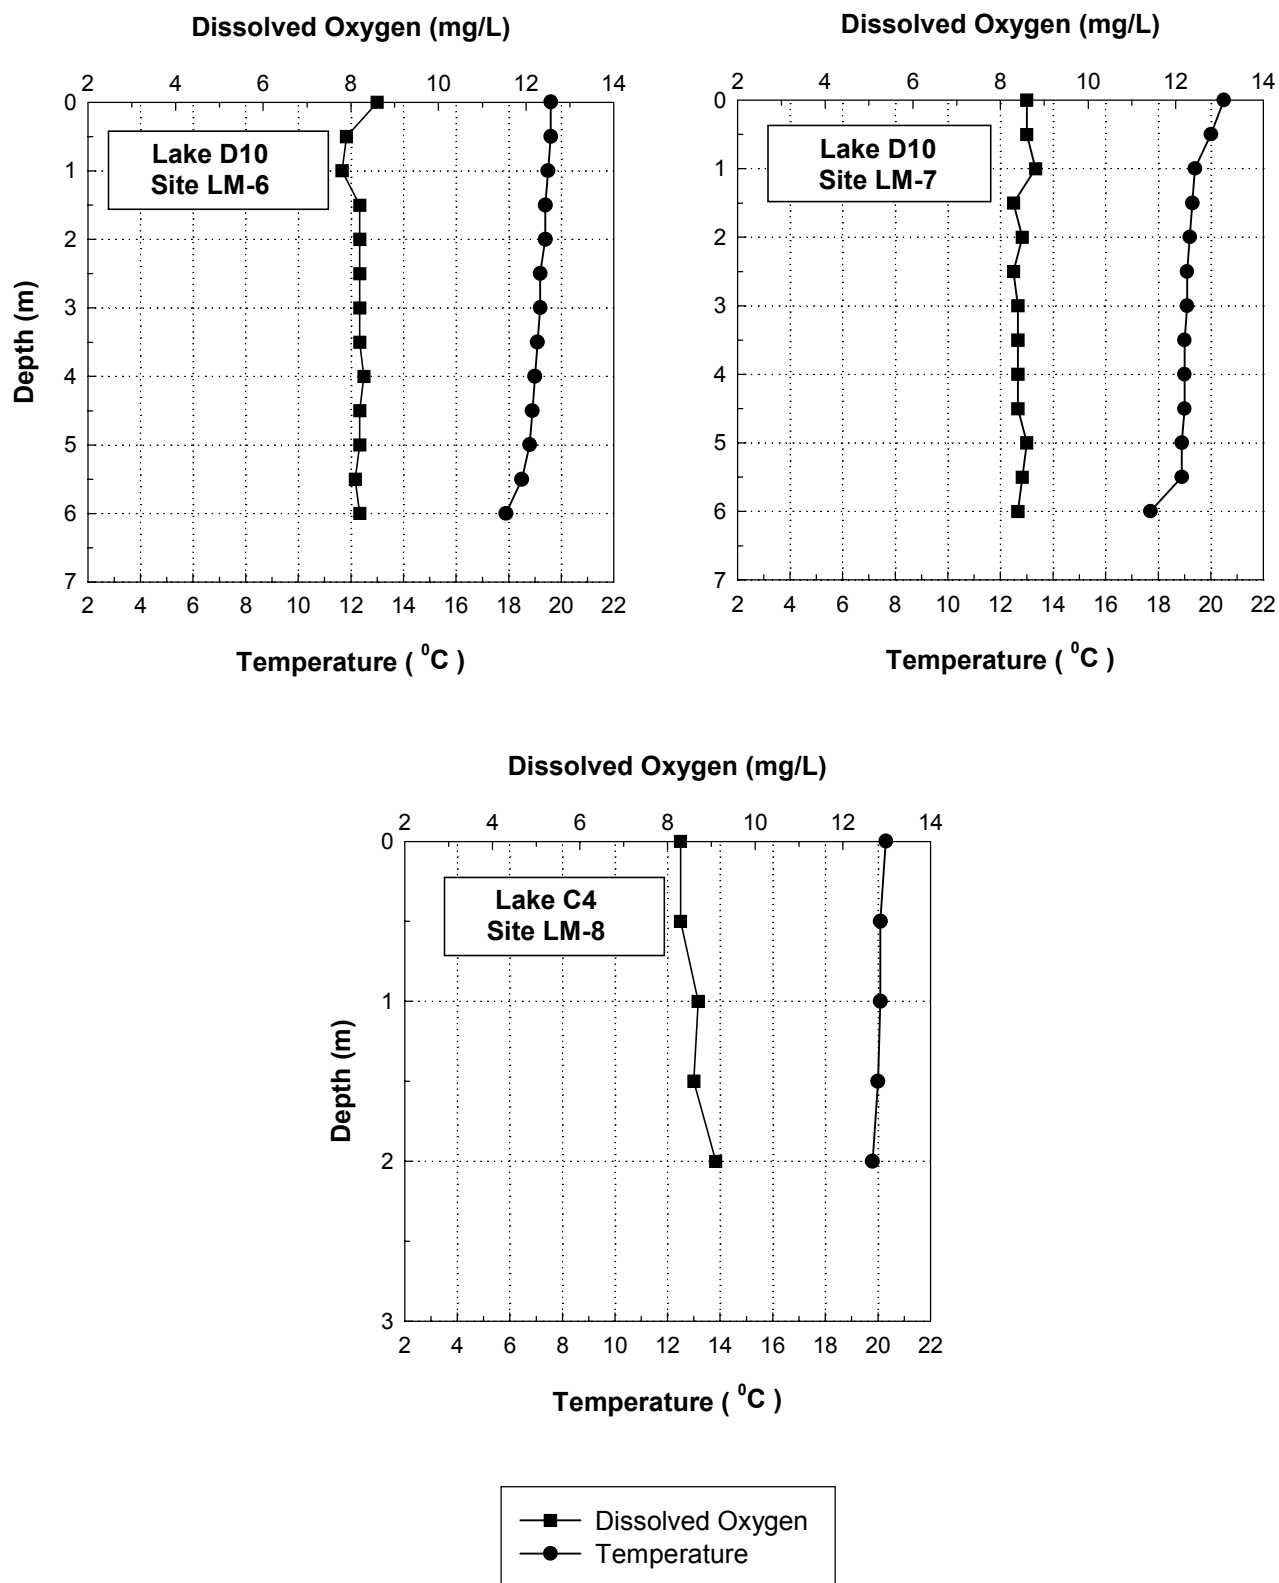 Dissolved Oxygen (mg/L)
2 4 6 8 10 12 14
0
1
2
3
4
5
6
7
Depth (m)
Lake D10
Site LM-6
2 4 6 8 10 12 14 16 18 20 22
Temperature ( ⁰C )
Dissolved Oxygen (mg/L)
2 4 6 8 10 12 14
0
1
2
3
4
5
6
7
Lake D10
Site LM-7
2 4 6 8 10 12 14 16 18 20 22
Temperature ( ⁰C )
Dissolved Oxygen (mg/L)
2 4 6 8 10 12 14
0
1
2
3
Depth (m)
Lake C4
Site LM-8
2 4 6 8 10 12 14 16 18 20 22
Temperature ( ⁰C )
Dissolved Oxygen
Temperature